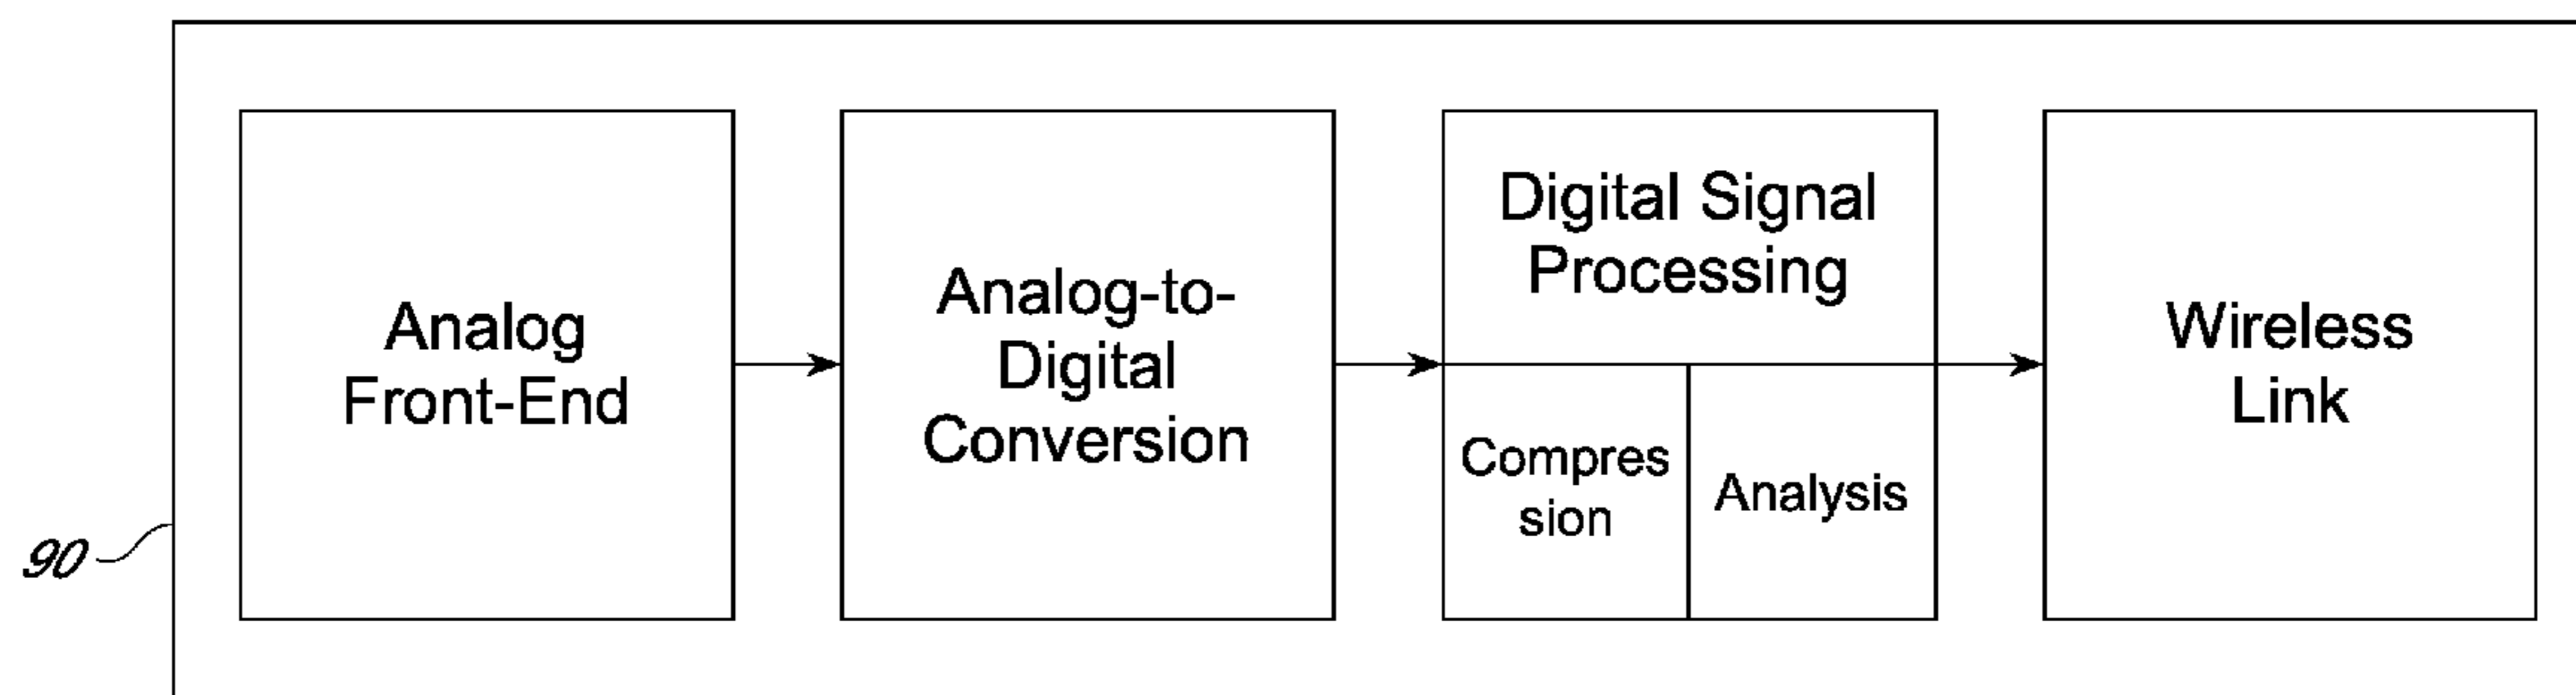 Analog
Front-End
Analog-to-
Digital
Conversion
Digital Signal
Processing
Compres
sion
Analysis
Wireless
Link
90